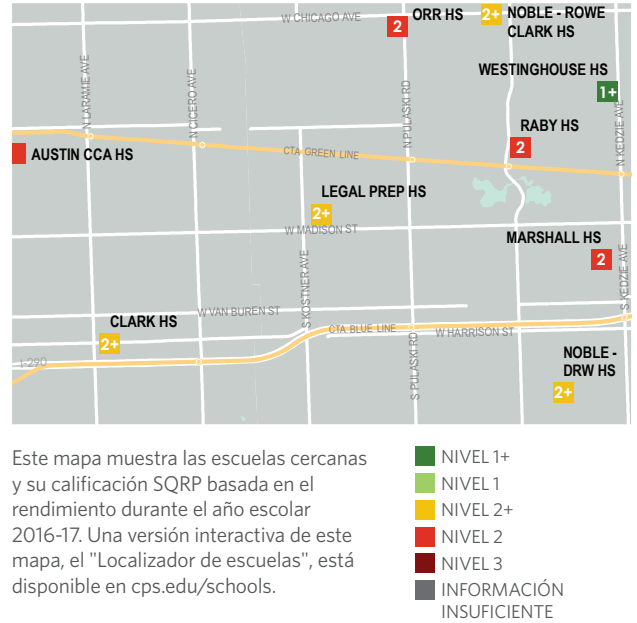 W CHICAGO AVE
2
ORR HS
2+
NOBLE - ROWE
CLARK HS
WESTINGHOUSE HS
1+
N LARAMIE AVE
N CICERO AVE
N PULASKI RD
N KEDZIE AVE
RABY HS
2
CTA GREEN LINE
AUSTIN CCA HS
LEGAL PREP HS
2+
W MADISON ST
MARSHALL HS
2
S KOSTNER AVE
S KEDZIE AVE
W VAN BUREN ST
CLARK HS
2+
CTA BLUE LINE
W HARRISON ST
I-290
S PULASKI RD
NOBLE -
DRW HS
2+
Este mapa muestra las escuelas cercanas
y su calificación SQRP basada en el
rendimiento durante el año escolar
2016-17. Una versión interactiva de este
mapa, el "Localizador de escuelas", está
disponible en cps.edu/schools.
NIVEL 1+
NIVEL 1
NIVEL 2+
NIVEL 2
NIVEL 3
INFORMACIÓN
INSUFICIENTE